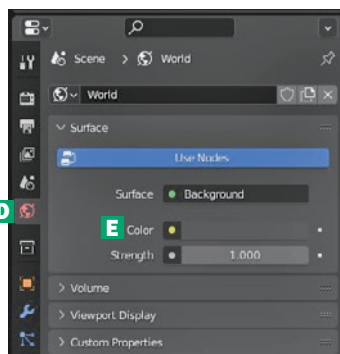 Scene > World
World
Surface
Use Nodes
Surface Background
D
E Color
Strength 1.000
> Volume
> Viewport Display
> Custom Properties